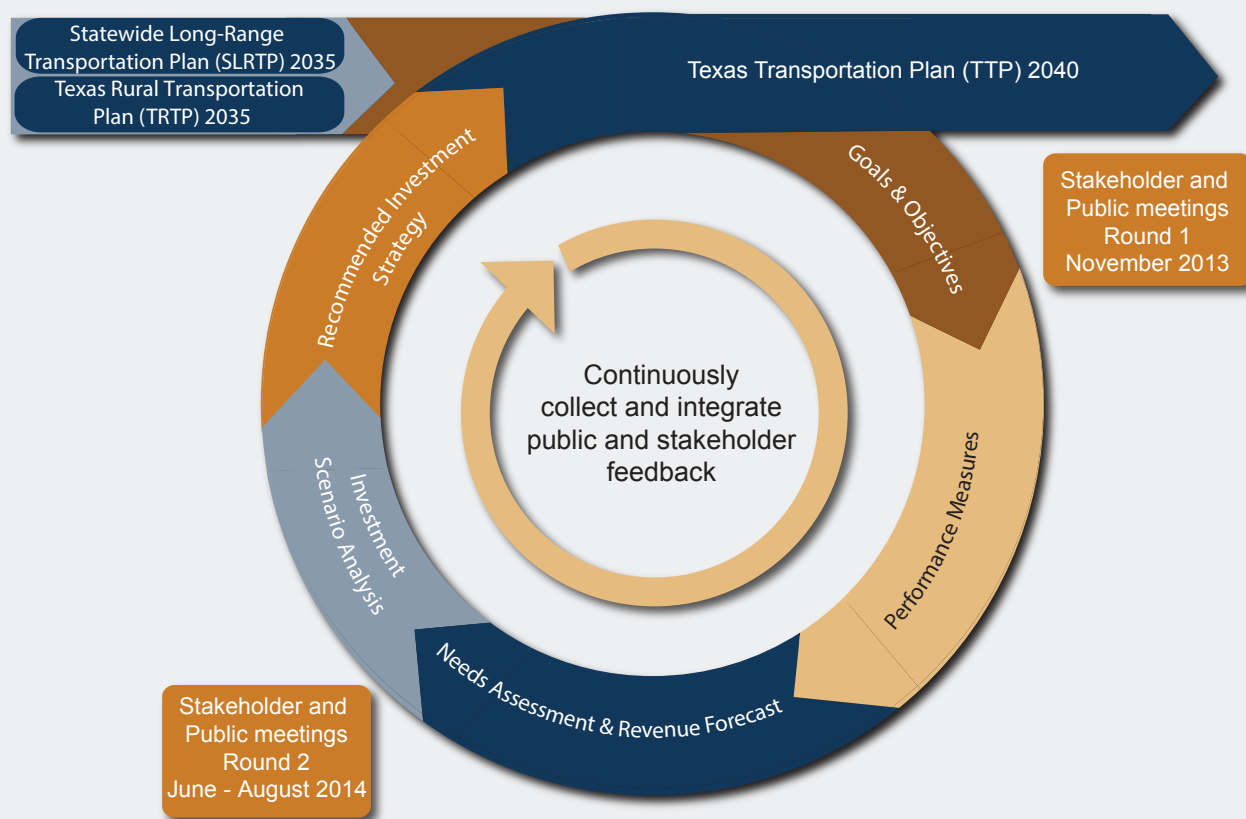 Statewide Long-Range
Transportation Plan (SLRTP) 2035
Texas Rural Transportation
Plan (TRTP) 2035
Texas Transportation Plan (TTP) 2040
Goals & Objectives
Stakeholder and
Public meetings
Round 1
November 2013
Performance Measures
Needs Assessment & Revenue Forecast
Stakeholder and
Public meetings
Round 2
June - August 2014
Investment
Scenario Analysis
Recommended Investment
Strategy
Continuously
collect and integrate
public and stakeholder
feedback